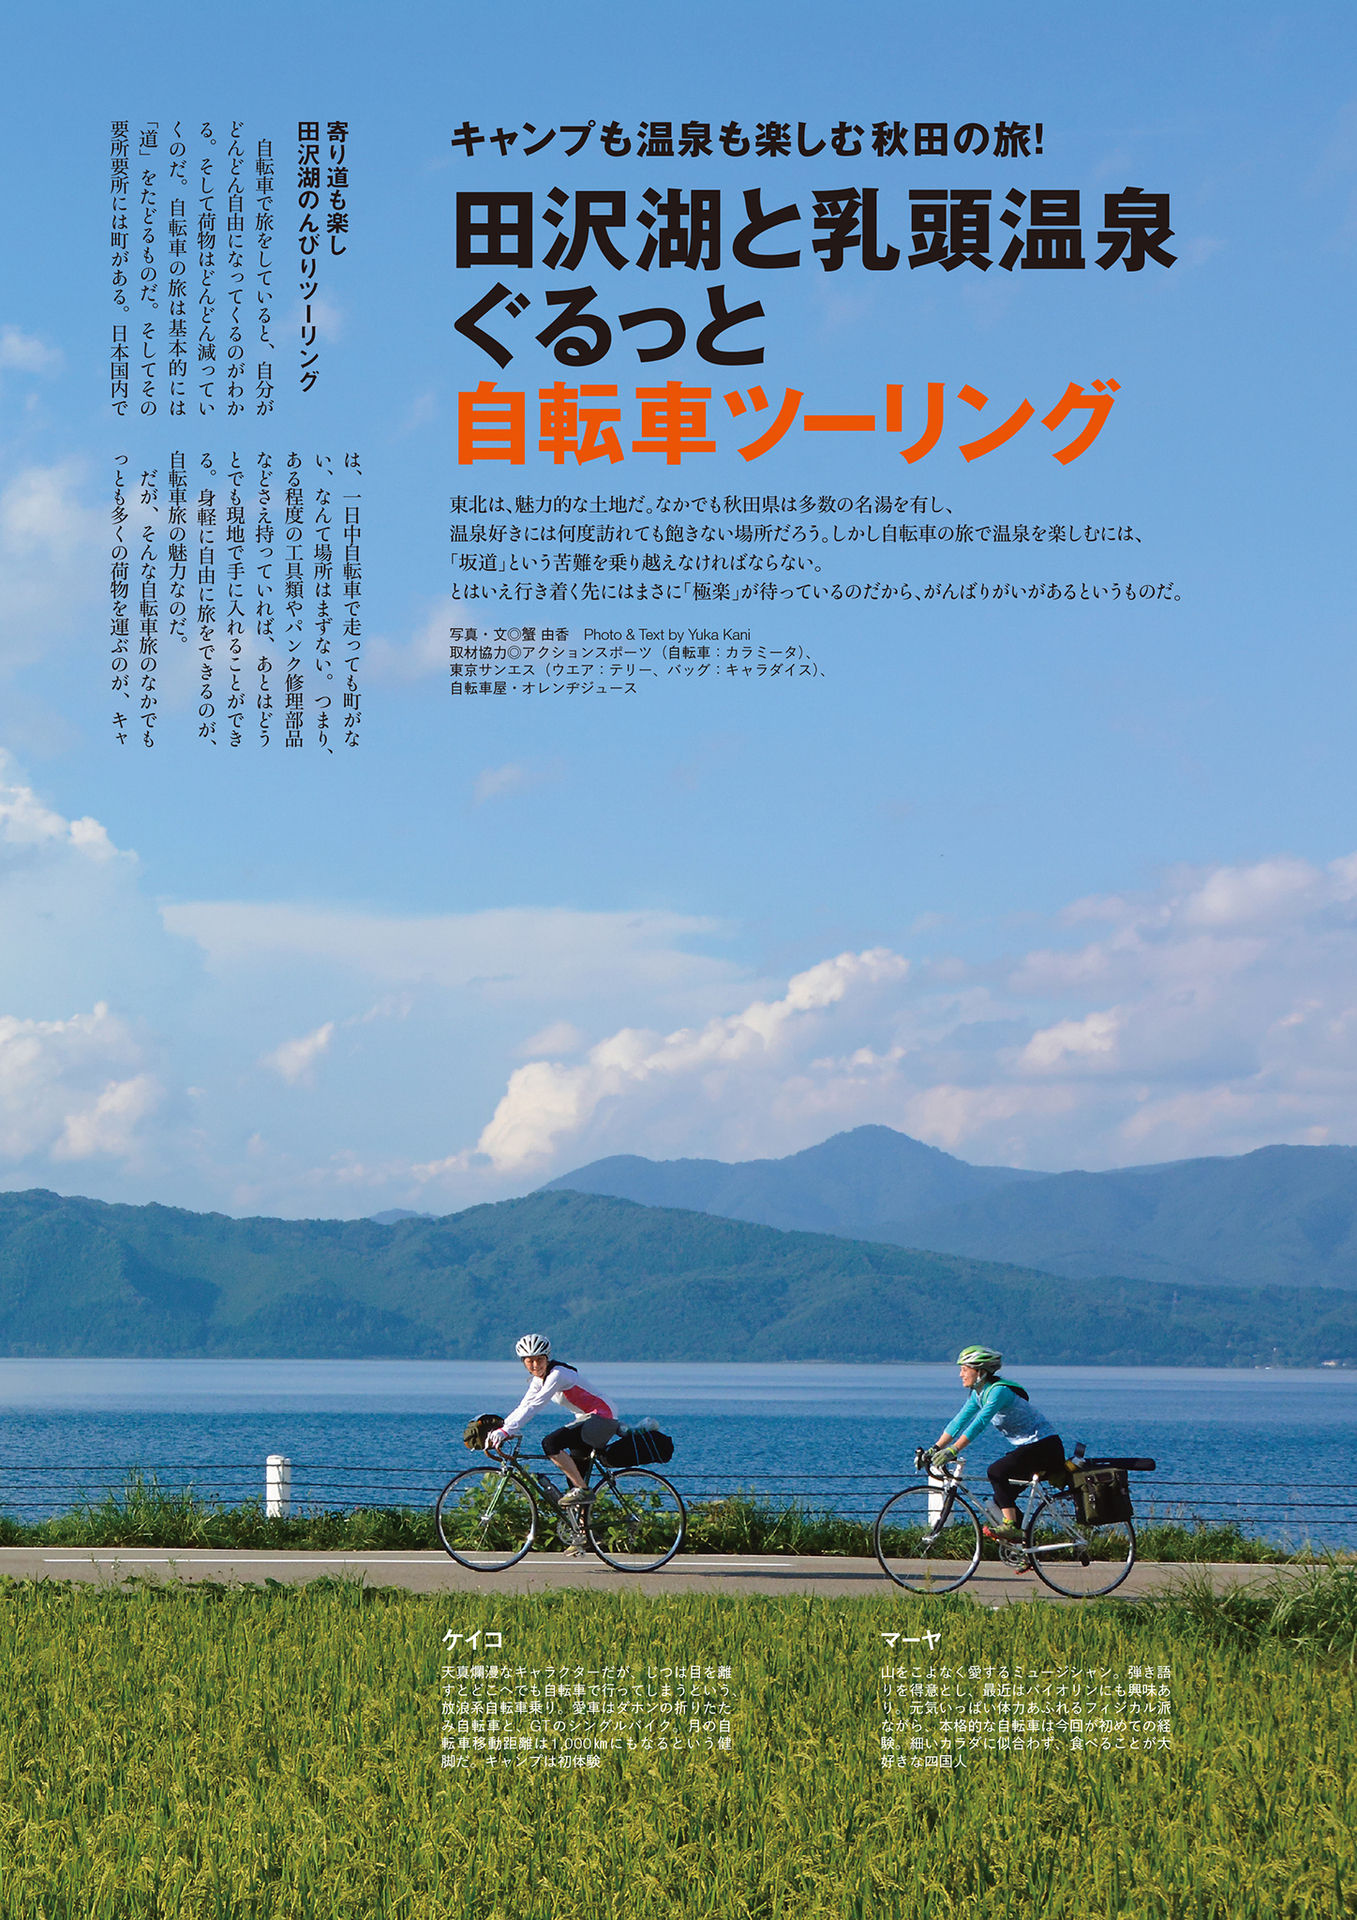 キャンプも温泉も楽しむ秋田の旅!
田沢湖と乳頭温泉
ぐるっと
自転車ツーリング
東北は、魅力的な土地だ。なかでも秋田県は多数の名湯を有し、
温泉好きには何度訪れても飽きない場所だろう。しかし自転車の旅で温泉を楽しむには、
「坂道」という苦難を乗り越えなければならない。
とはいえ行き着く先にはまさに「極楽」が待っているのだから、がんばりがいがあるというものだ。
写真・文◎蟹 由香 Photo & Text by Yuka Kani
取材協力◎アクションスポーツ（自転車：カラミータ）、
東京サンエス（ウエア：テリー、バッグ：キャラダイス）、
自転車屋・オレンヂジュース
寄り道も楽し
田沢湖のんびりツーリング
自転車で旅をしていると、自分が
どんどん自由になってくるのがわか
る。そして荷物はどんどん減ってい
くのだ。自転車の旅は基本的には
「道」をたどるものだ。そしてその
要所要所には町がある。日本国内で
は、一日中自転車で走っても町がな
い、なんて場所はまずない。つまり、
ある程度の工具類やパンク修理部品
などさえ持っていれば、あとはどう
とでも現地で手に入れることができ
る。身軽に自由に旅をできるのが、
自転車旅の魅力なのだ。
だが、そんな自転車旅のなかでも
っとも多くの荷物を運ぶのが、キャ
ケイコ
天真爛漫なキャラクターだが、じつは目を離
すとどこへでも自転車で行ってしまうという
放浪系自転車乗り。愛車はダホンの折りたた
み自転車と、GTのシングルバイク。月の自
転車移動距離は1,000kmにもなるという健
脚だ。キャンプは初体験
マーヤ
山をこよなく愛するミュージシャン。弾き語
りを得意とし、最近はバイオリンにも興味あ
り。元気いっぱい体力あふれるフィジカル派
ながら、本格的な自転車は今回が初めての経
験。細いカラダに似合わず、食べることが大
好きな四国人